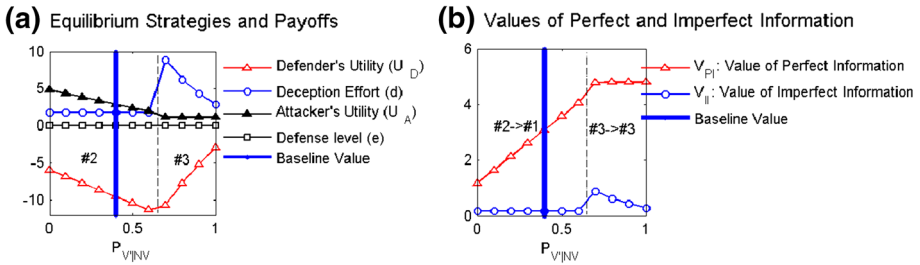 (a) Equilibrium Strategies and Payoffs
10
5
0
-5
-10
#2
#3
0
0.5
1
P_V'|NV
Defender's Utility (U_D)
Deception Effort (d)
Attacker's Utility (U_A)
Defense level (e)
Baseline Value
(b) Values of Perfect and Imperfect Information
6
4
2
0
#2->#1
#3->#3
0
0.5
1
P_V'|NV
V_PI: Value of Perfect Information
V_II: Value of Imperfect Information
Baseline Value